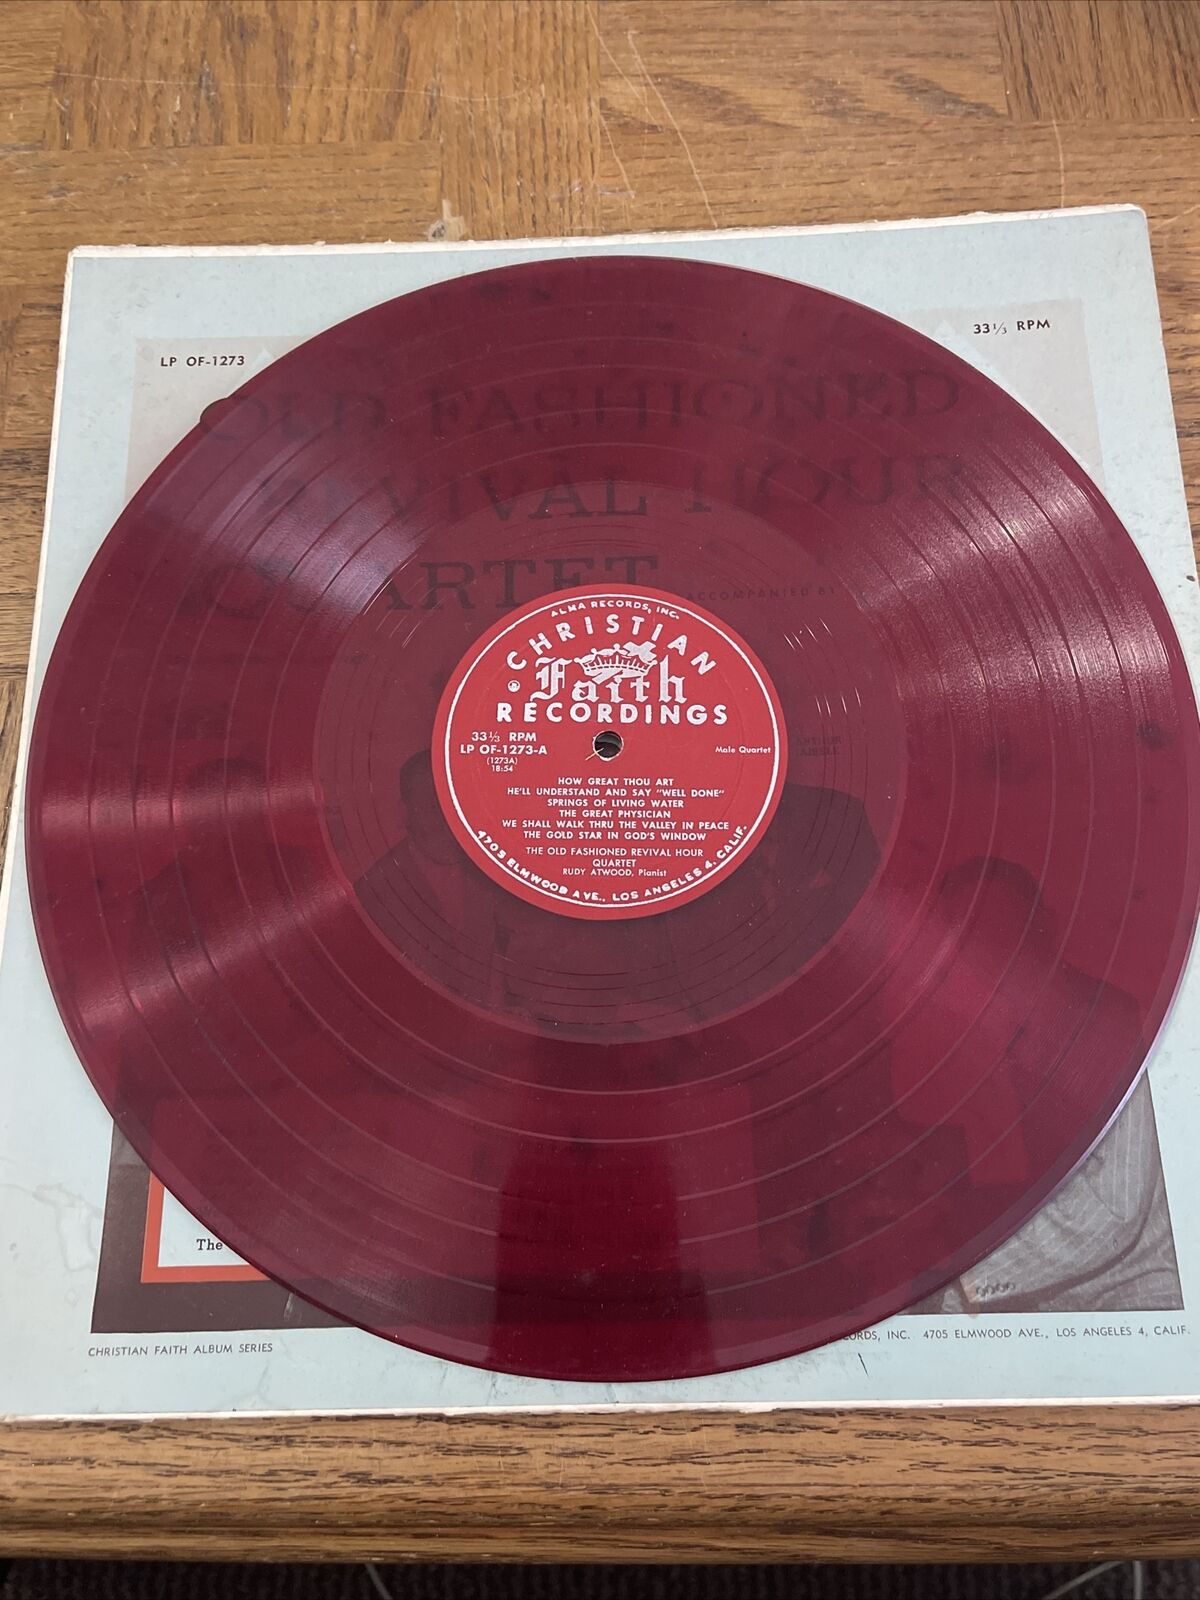 LP OF-1273
33⅓ RPM
OLD FASHIONED
REVIVAL HOUR
QUARTET ACCOMPANIED BY
ALMA RECORDS, INC.
CHRISTIAN
Faith
RECORDINGS
33⅓ RPM
LP OF-1273-A
(1273A)
18:54
Male Quartet
HOW GREAT THOU ART
HE'LL UNDERSTAND AND SAY "WELL DONE"
SPRINGS OF LIVING WATER
THE GREAT PHYSICIAN
WE SHALL WALK THRU THE VALLEY IN PEACE
THE GOLD STAR IN GOD'S WINDOW
THE OLD FASHIONED REVIVAL HOUR
QUARTET
RUDY ATWOOD, Pianist
4705 ELMWOOD AVE., LOS ANGELES 4, CALIF.
The
CHRISTIAN FAITH ALBUM SERIES
INC. 4705 ELMWOOD AVE., LOS ANGELES 4, CALIF.